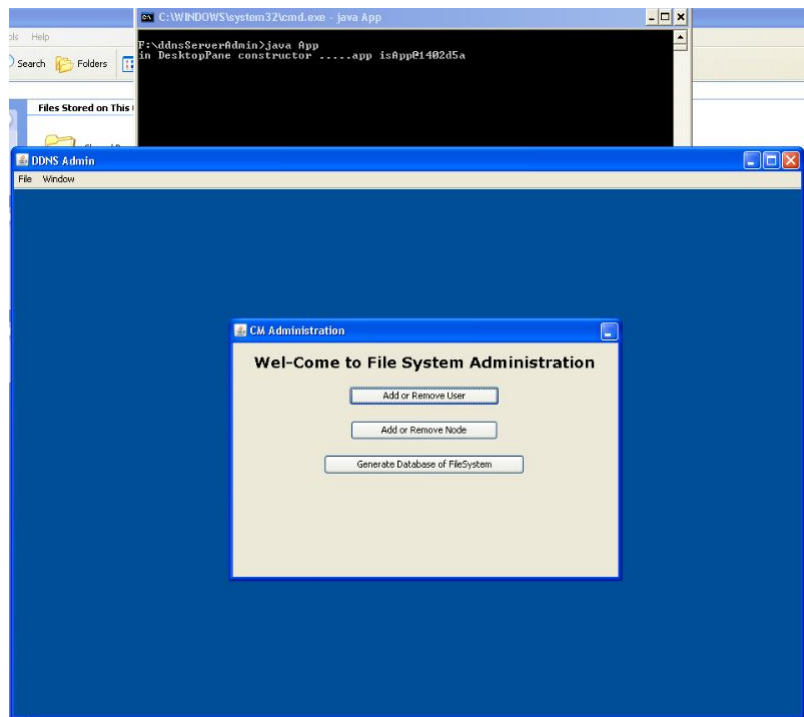 C:\WINDOWS\system32\cmd.exe - java App
Help
F:\ddnsServerAdmin>java App
in DesktopPane constructor .....app isApp@1402d5a
Search Folders
Files Stored on This
DDNS Admin
File Window
CM Administration
Wel-Come to File System Administration
Add or Remove User
Add or Remove Node
Generate Database of FileSystem